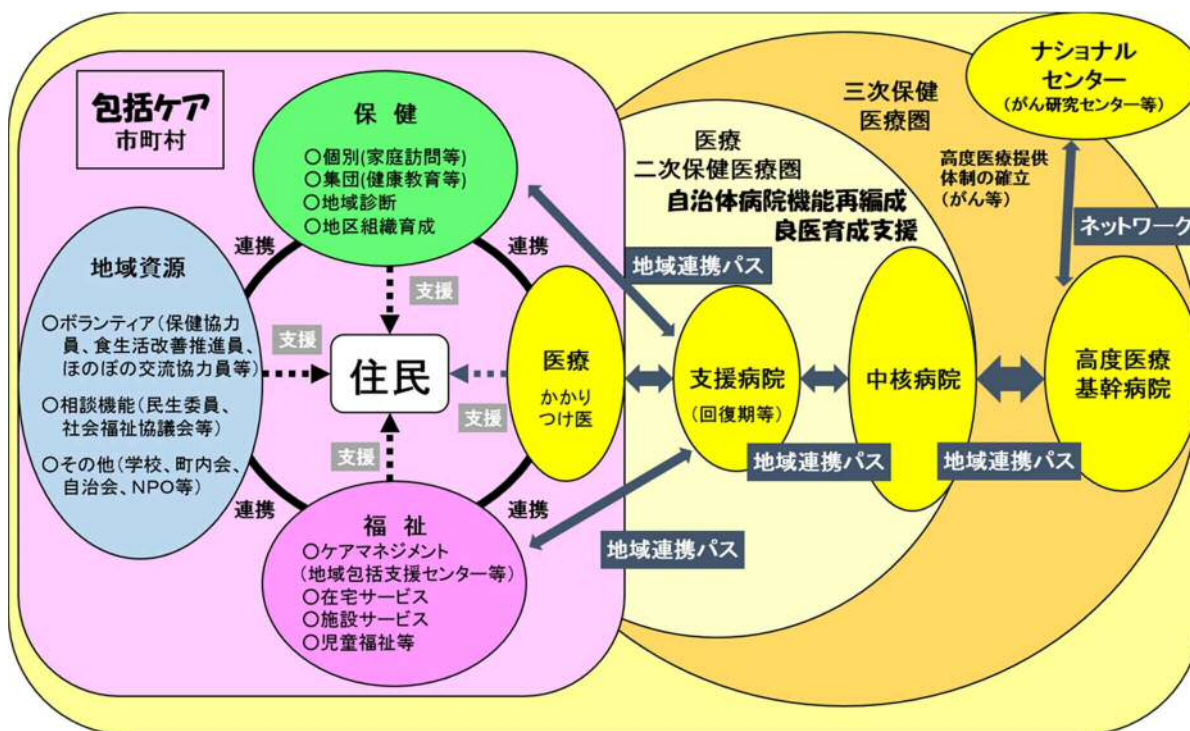 包括ケア
市町村
保 健
○個別(家庭訪問等)
○集団(健康教育等)
○地域診断
○地区組織育成
連携
連携
地域資源
○ボランティア(保健協力
員、食生活改善推進員、
ほのぼの交流協力員等)
○相談機能(民生委員、
社会福祉協議会等)
○その他(学校、町内会、
自治会、NPO等)
支援
支援
支援
支援
住民
医療
かかり
つけ医
連携
連携
福 祉
○ケアマネジメント
(地域包括支援センター等)
○在宅サービス
○施設サービス
○児童福祉等
医療
二次保健医療圏
自治体病院機能再編成
良医育成支援
地域連携パス
支援病院
(回復期等)
中核病院
地域連携パス
地域連携パス
地域連携パス
三次保健
医療圏
ナショナル
センター
(がん研究センター等)
高度医療提供
体制の確立
(がん等)
ネットワーク
高度医療
基幹病院